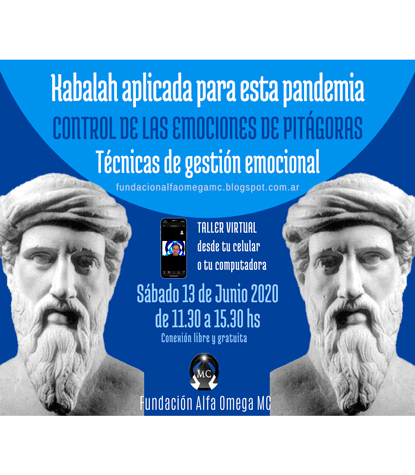 Kabalah aplicada para esta pandemia
CONTROL DE LAS EMOCIONES DE PITÁGORAS
Técnicas de gestión emocional
fundacionalfaomegamc.blogspot.com.ar
TALLER VIRTUAL
desde tu celular
o tu computadora
Sábado 13 de Junio 2020
de 11.30 a 15.30 hs
Conexión libre y gratuita
MC
Fundación Alfa Omega MC